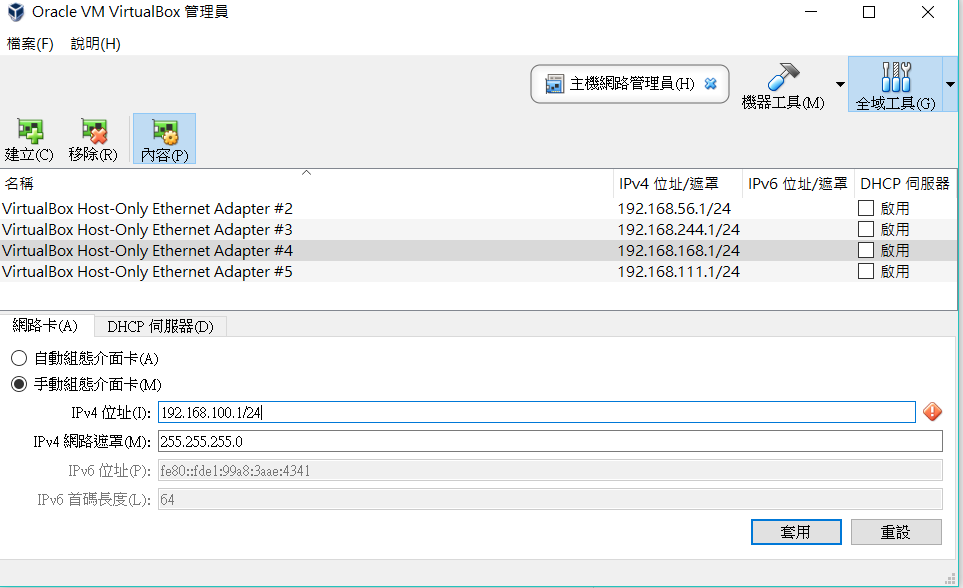 Oracle VM VirtualBox 管理員
檔案(F) 說明(H)
主機網路管理員(H) 機器工具(M) 全域工具(G)
建立(C) 移除(R) 內容(P)
名稱 IPv4 位址/遮罩 IPv6 位址/遮罩 DHCP 伺服器
VirtualBox Host-Only Ethernet Adapter #2 192.168.56.1/24 啟用
VirtualBox Host-Only Ethernet Adapter #3 192.168.244.1/24 啟用
VirtualBox Host-Only Ethernet Adapter #4 192.168.168.1/24 啟用
VirtualBox Host-Only Ethernet Adapter #5 192.168.111.1/24 啟用
網路卡(A) DHCP 伺服器(D)
自動組態介面卡(A)
手動組態介面卡(M)
IPv4 位址(I): 192.168.100.1/24
IPv4 網路遮罩(M): 255.255.255.0
IPv6 位址(P): fe80::fde1:99a8:3aae:4341
IPv6 首碼長度(L): 64
套用 重設